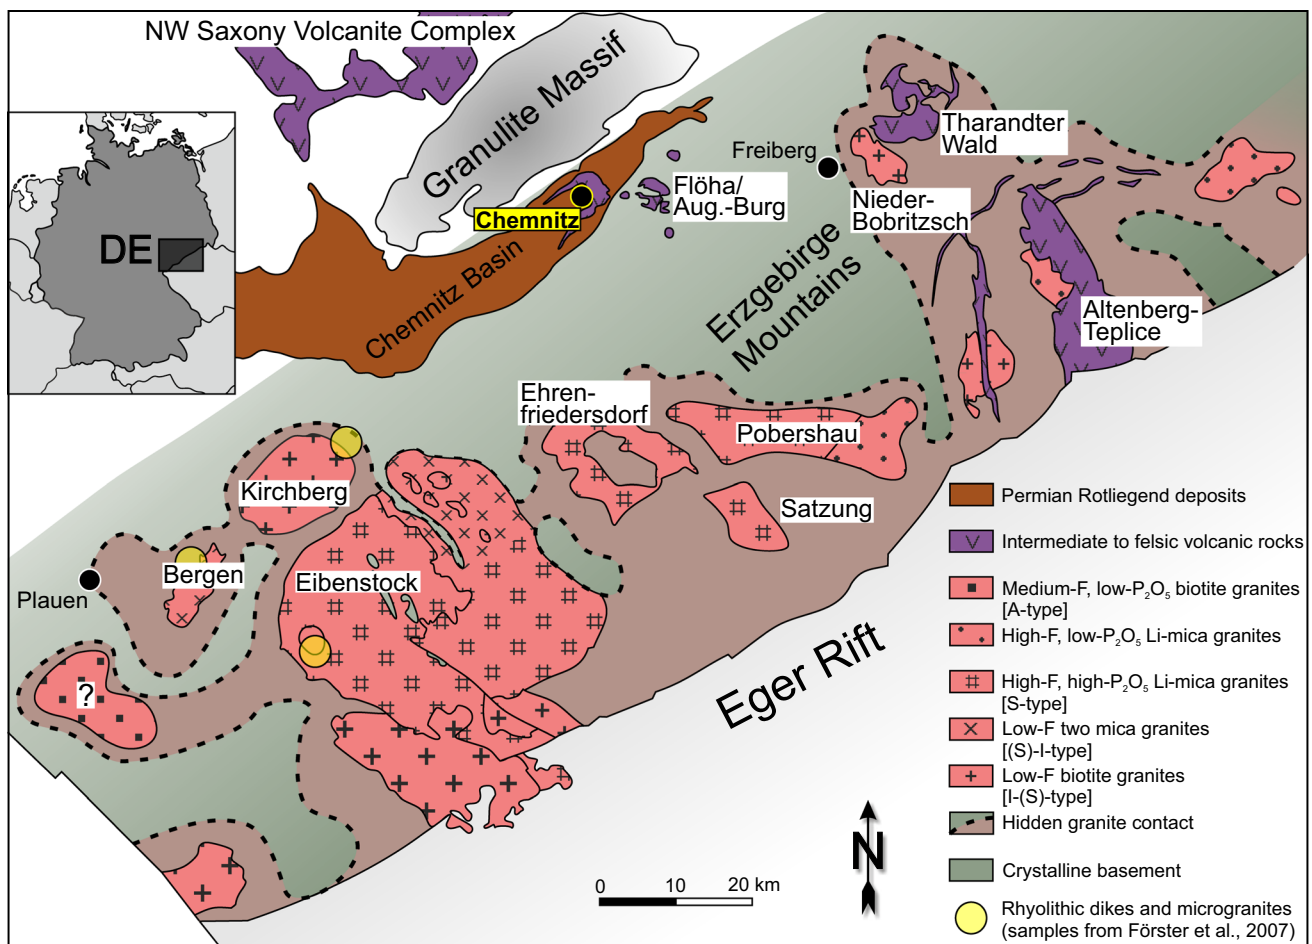 NW Saxony Volcanite Complex
Granulite Massif
DE
Chemnitz
Chemnitz Basin
Flöha/
Aug.-Burg
Freiberg
Tharandter
Wald
Nieder-
Bobritzsch
Erzgebirge
Mountains
Altenberg-
Teplice
Ehren-
friedersdorf
Pobershau
Satzung
Kirchberg
Bergen
Eibenstock
Plauen
?
Eger Rift
N
0 10 20 km
Permian Rotliegend deposits
Intermediate to felsic volcanic rocks
Medium-F, low-P₂O₅ biotite granites
[A-type]
High-F, low-P₂O₅ Li-mica granites
High-F, high-P₂O₅ Li-mica granites
[S-type]
Low-F two mica granites
[(S)-I-type]
Low-F biotite granites
[I-(S)-type]
Hidden granite contact
Crystalline basement
Rhyolithic dikes and microgranites
(samples from Förster et al., 2007)